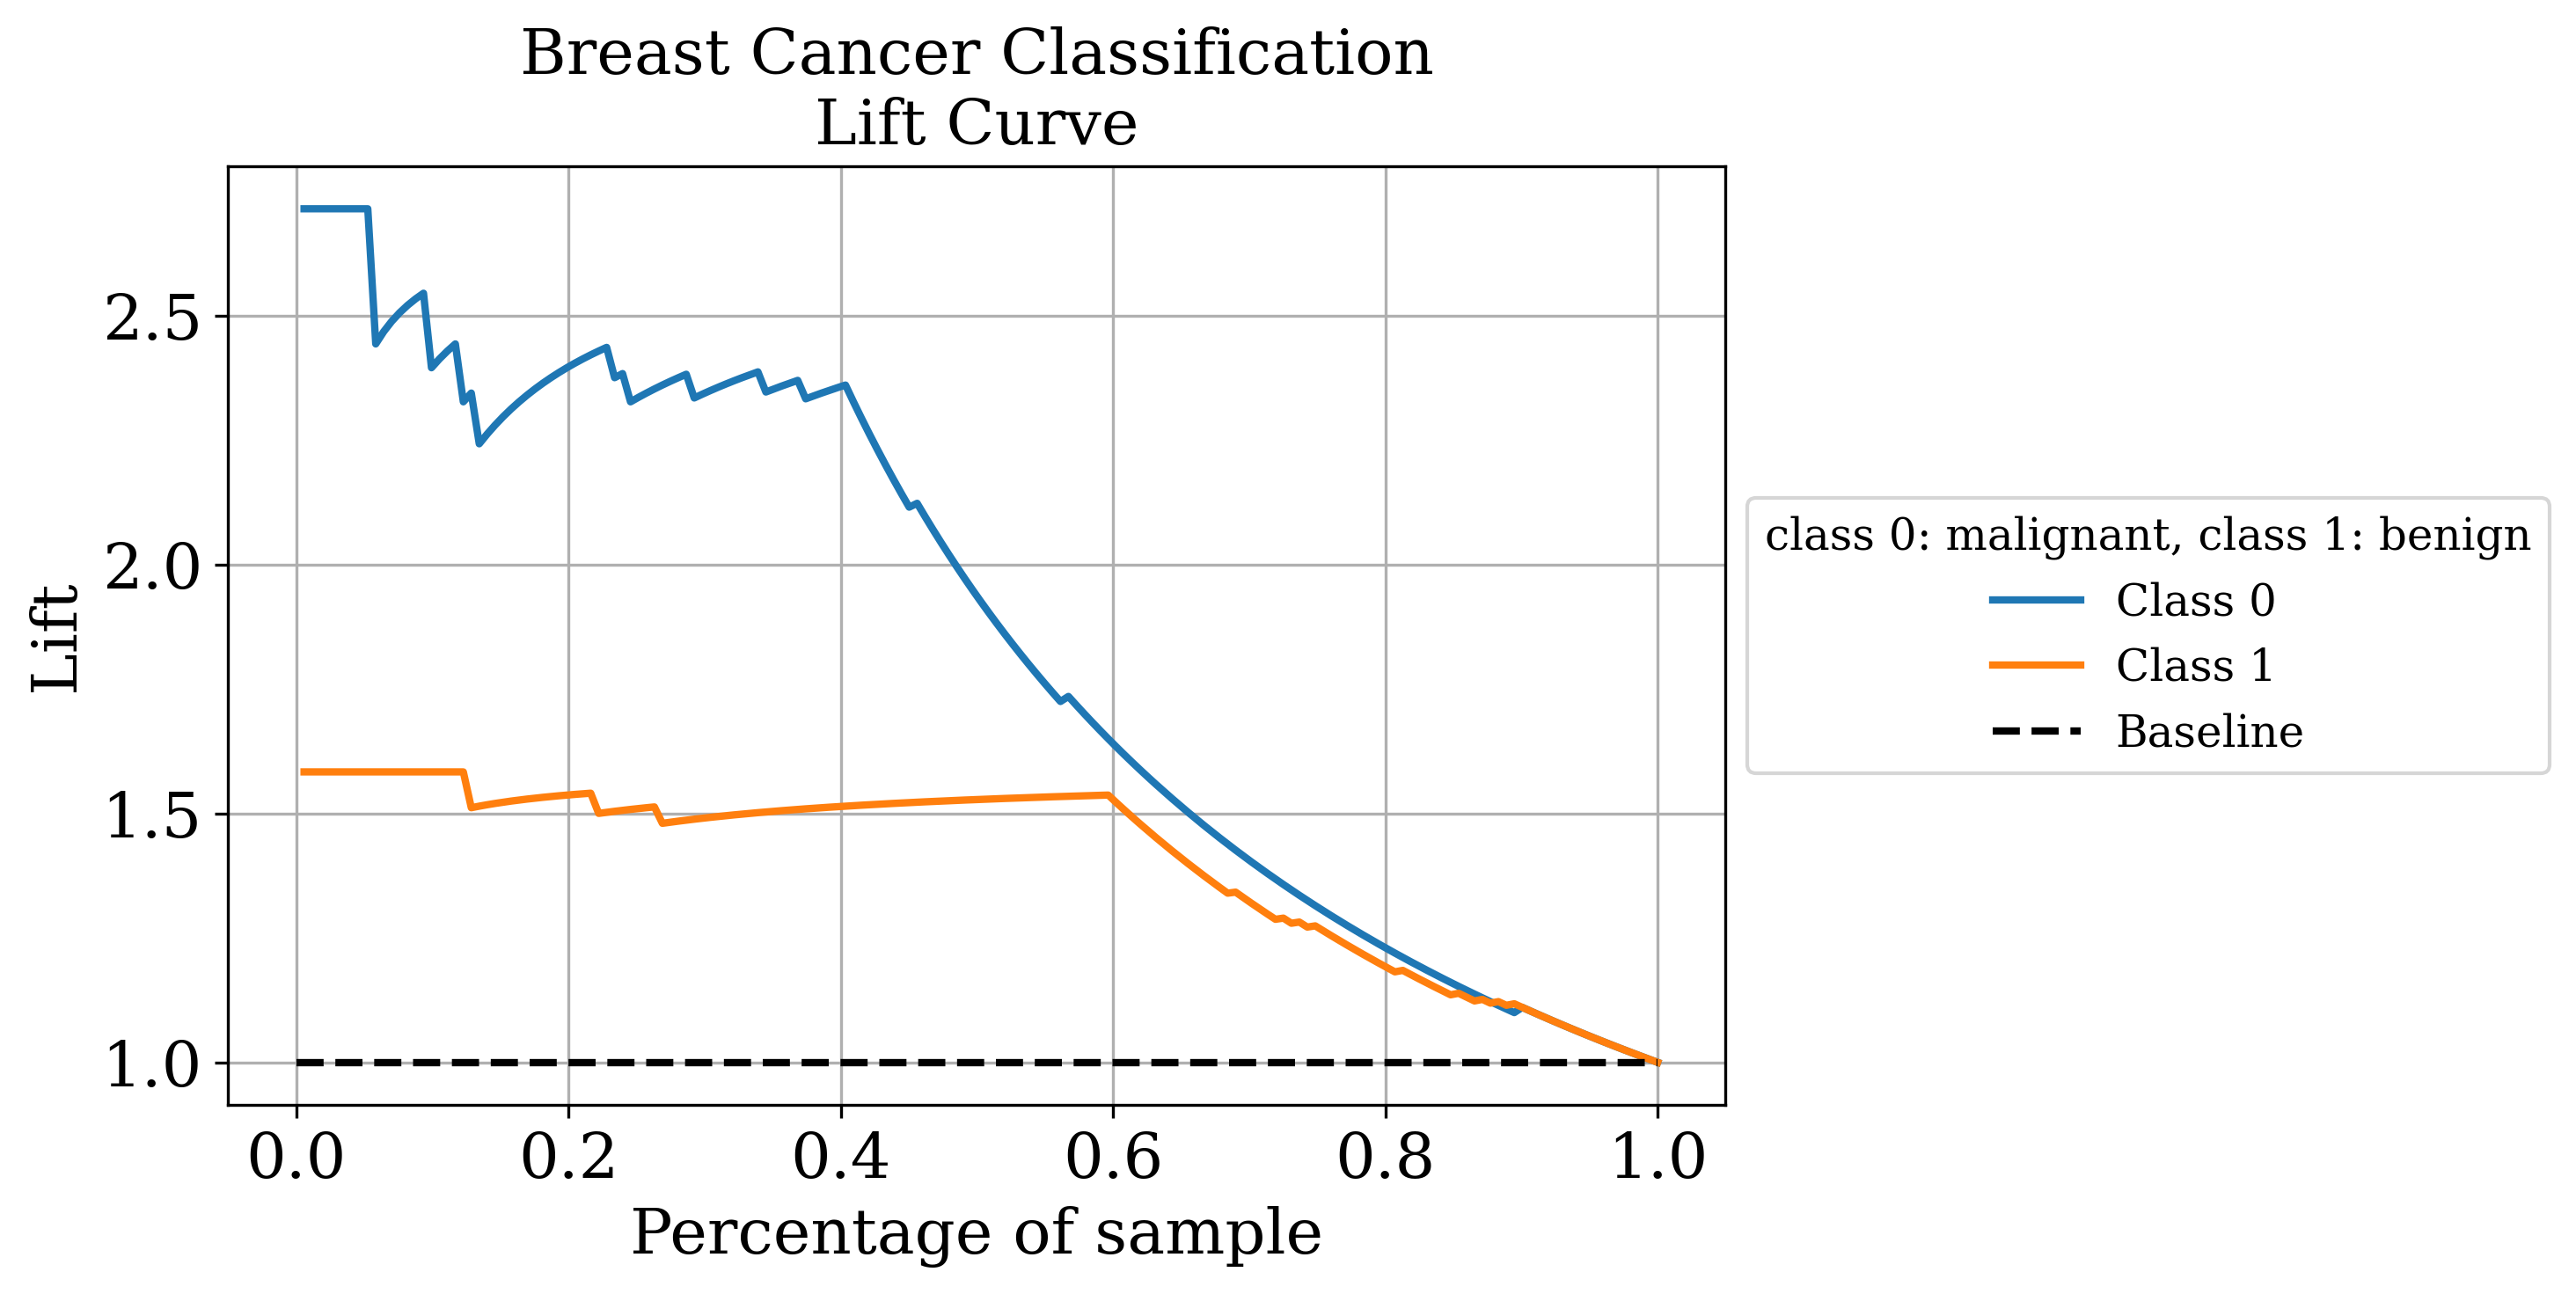 Breast Cancer Classification
Lift Curve
Lift
2.5
2.0
1.5
1.0
0.0 0.2 0.4 0.6 0.8 1.0
Percentage of sample
class 0: malignant, class 1: benign
Class 0
Class 1
Baseline